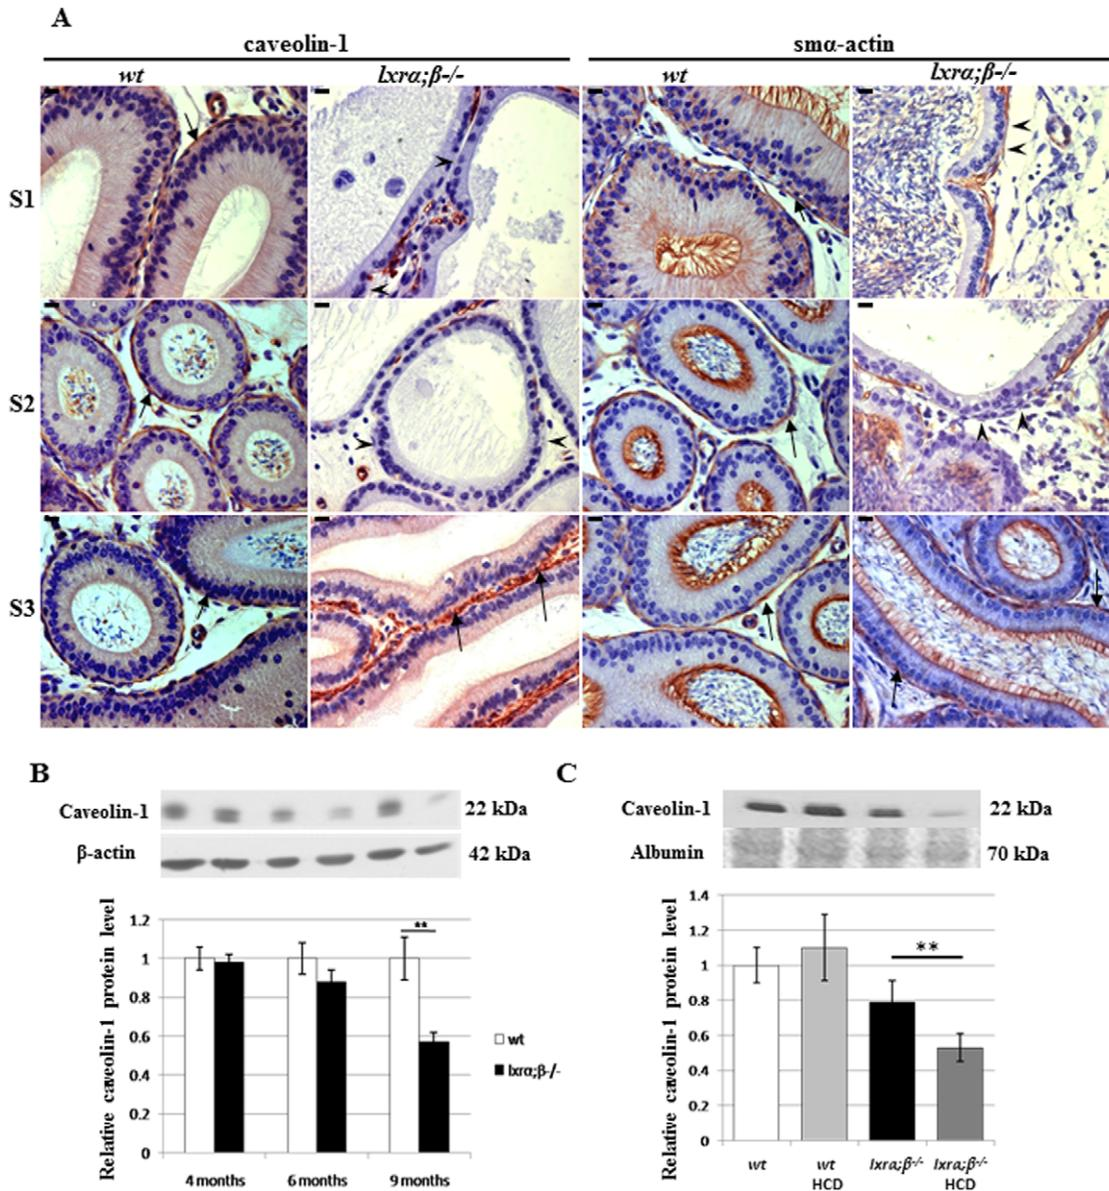 A
caveolin-1
smα-actin
wt
lxrα;β-/-
wt
lxrα;β-/-
S1
S2
S3
B
Caveolin-1
22 kDa
β-actin
42 kDa
Relative caveolin-1 protein level
1.2
1
0.8
0.6
0.4
0.2
0
**
4 months
6 months
9 months
wt
lxrα;β-/-
C
Caveolin-1
22 kDa
Albumin
70 kDa
Relative caveolin-1 protein level
1.4
1.2
1
0.8
0.6
0.4
0.2
0
**
wt
wt
HCD
lxrα;β-/-
lxrα;β-/-
HCD